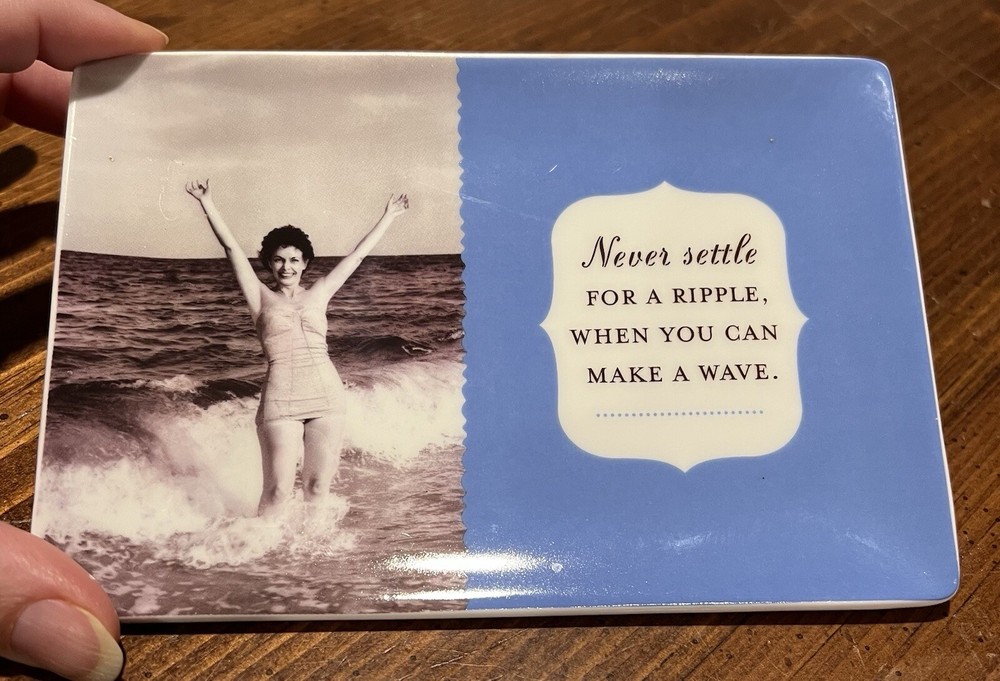 Never settle
FOR A RIPPLE,
WHEN YOU CAN
MAKE A WAVE.